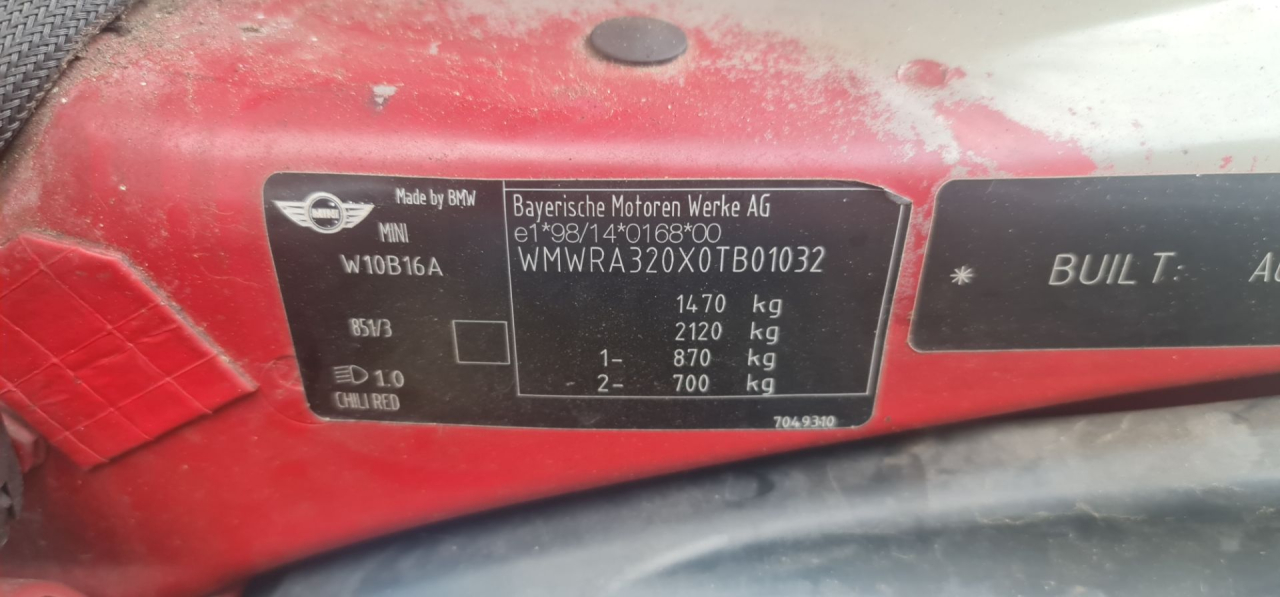 MINI
Made by BMW
MINI
W10B16A
851/3
1.0
CHILI RED
Bayerische Motoren Werke AG
e1*98/14*0168*00
WMWRA320X0TB01032
1470 kg
2120 kg
1- 870 kg
2- 700 kg
7049310
* BUILT: